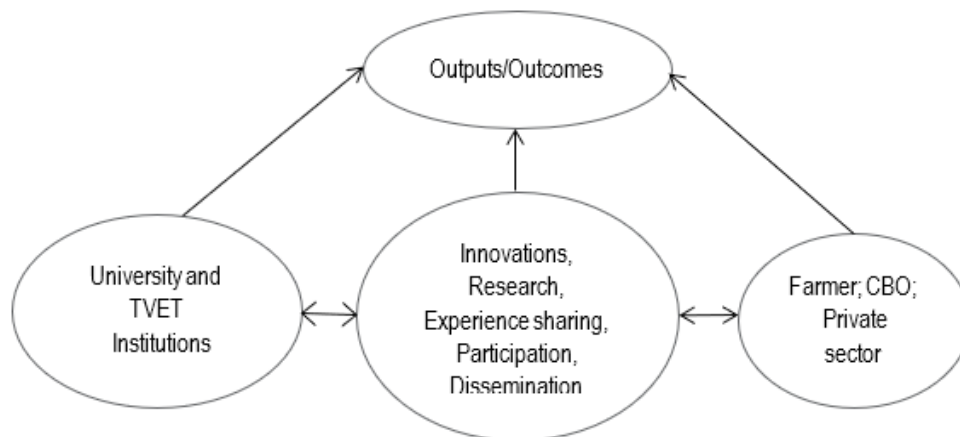 Outputs/Outcomes
University and
TVET
Institutions
Innovations,
Research,
Experience sharing,
Participation,
Dissemination
Farmer; CBO;
Private
sector